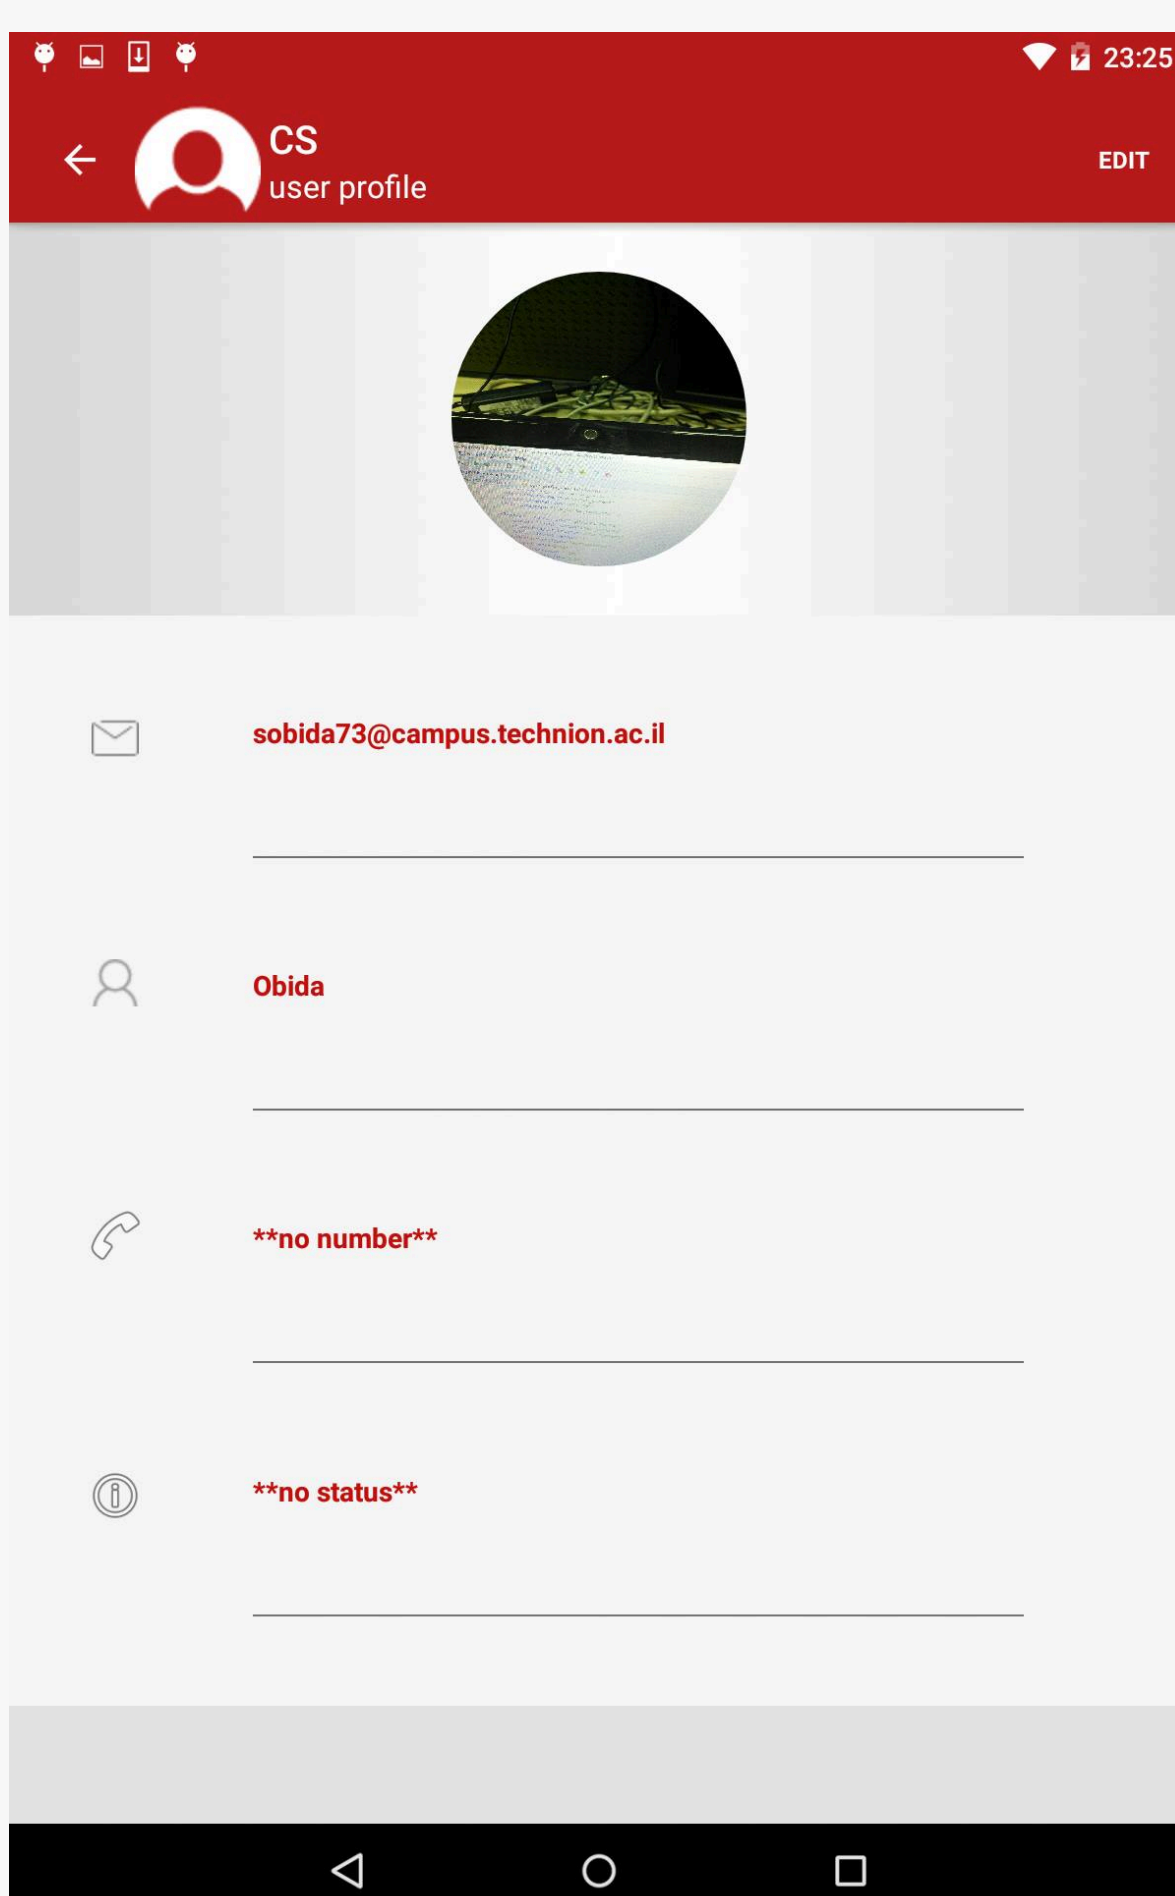 23:25
CS
user profile
EDIT
sobida73@campus.technion.ac.il
Obida
**no number**
**no status**